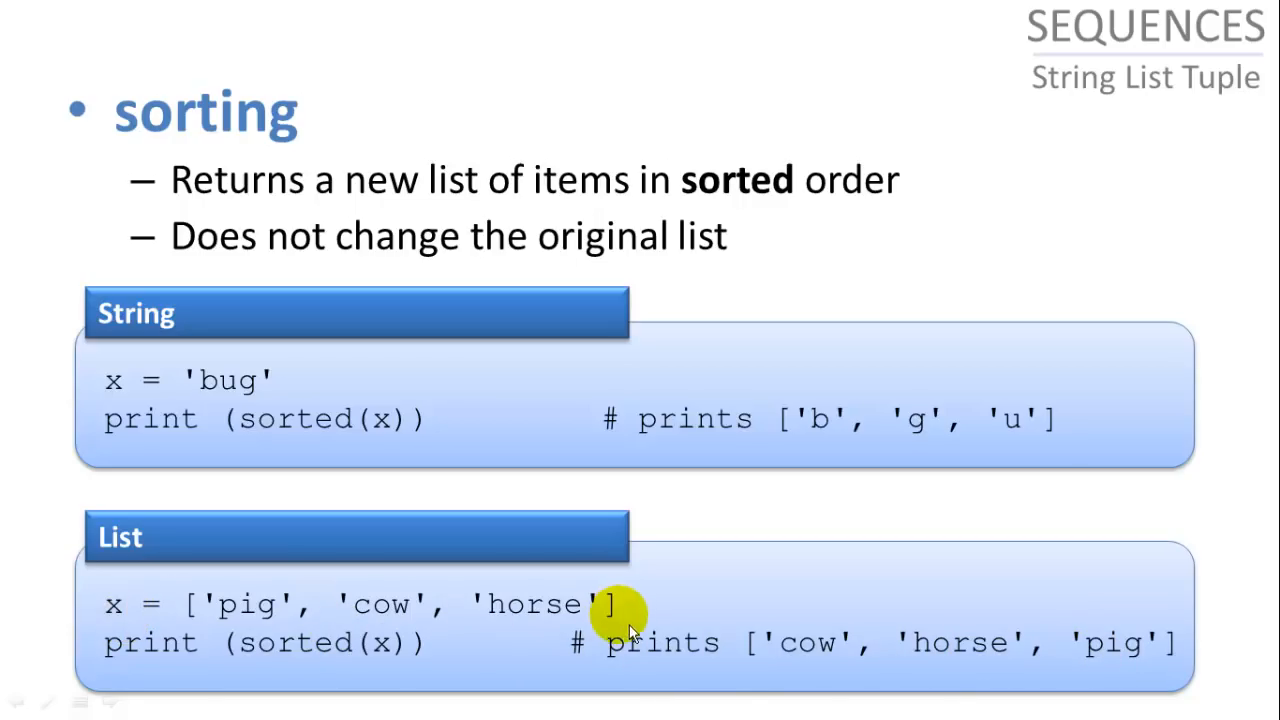 SEQUENCES
String List Tuple
• sorting
– Returns a new list of items in sorted order
– Does not change the original list
String
x = 'bug'
print (sorted(x)) # prints ['b', 'g', 'u']
List
x = ['pig', 'cow', 'horse']
print (sorted(x)) # prints ['cow', 'horse', 'pig']